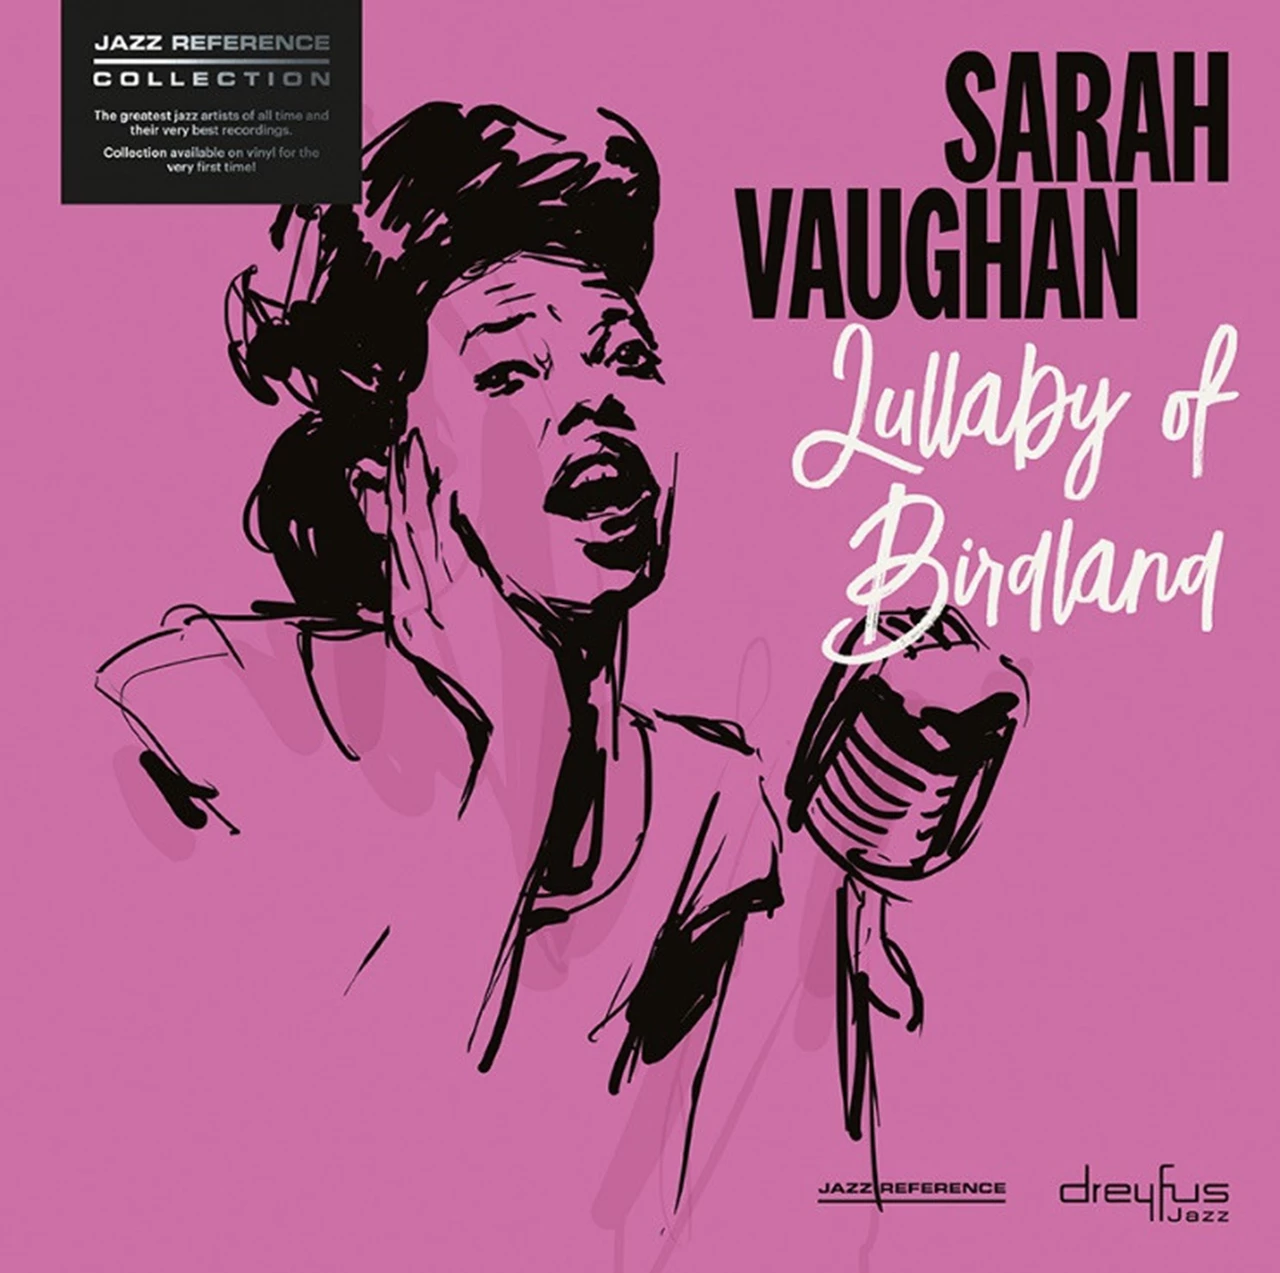 JAZZ REFERENCE
COLLECTION
The greatest jazz artists of all time and
their very best recordings.
Collection available on vinyl for the
very first time!
SARAH
VAUGHAN
Lullaby of
Birdland
JAZZ REFERENCE
dreyfus
Jazz